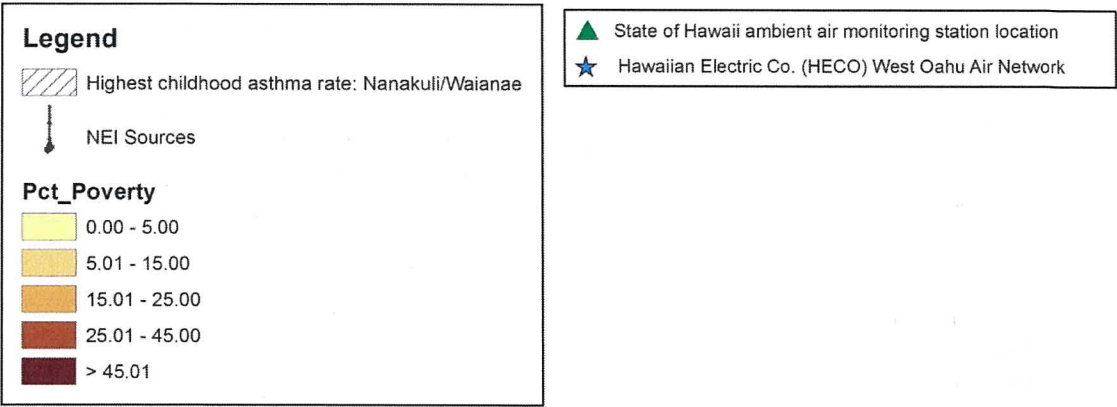 Legend
Highest childhood asthma rate: Nanakuli/Waianae
NEI Sources
Pct_Poverty
0.00 - 5.00
5.01 - 15.00
15.01 - 25.00
25.01 - 45.00
> 45.01
State of Hawaii ambient air monitoring station location
Hawaiian Electric Co. (HECO) West Oahu Air Network